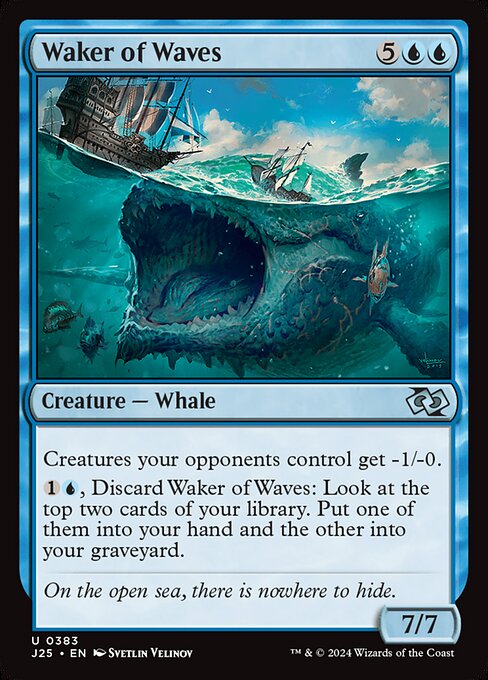 Waker of Waves 5
Creature — Whale
Creatures your opponents control get -1/-0.
1, Discard Waker of Waves: Look at the
top two cards of your library. Put one of
them into your hand and the other into
your graveyard.
On the open sea, there is nowhere to hide.
7/7
U 0383
J25 • EN Svetlin Velinov ™ & © 2024 Wizards of the Coast